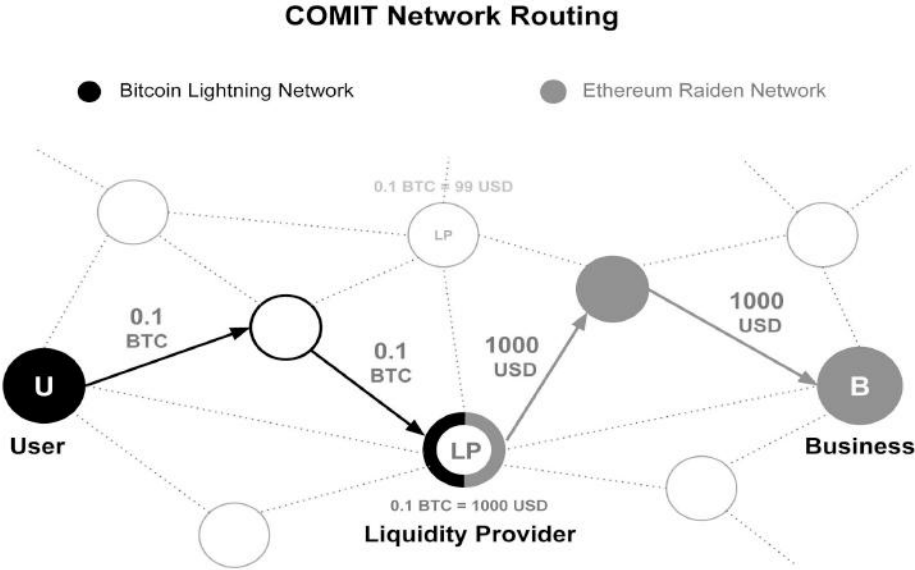 COMIT Network Routing
Bitcoin Lightning Network
Ethereum Raiden Network
0.1 BTC = 99 USD
LP
0.1
BTC
0.1
BTC
1000
USD
1000
USD
U
User
LP
0.1 BTC = 1000 USD
Liquidity Provider
B
Business